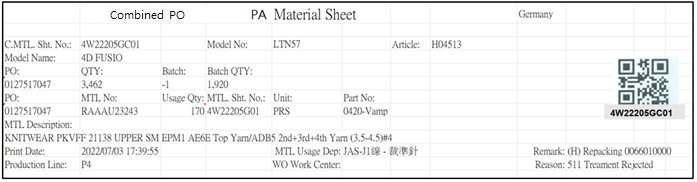 Combined PO PA Material Sheet Germany
C.MTL. Sht. No.: 4W22205GC01 Model No: LTN57 Article: H04513
Model Name: 4D FUSIO
PO: QTY: Batch: Batch QTY:
0127517047 3,462 -1 1,920
PO: MTL No: Usage Qty: MTL. Sht. No.: Unit: Part No:
0127517047 RAAAU23243 170 4W22205G01 PRS 0420-Vamp
4W22205GC01
MTL Description:
KNITWEAR PKVFF 21138 UPPER SM EPM1 AE6E Top Yarn/ADB5 2nd+3rd+4th Yarn (3.5-4.5)#4
Print Date: 2022/07/03 17:39:55 MTL Usage Dep: JAS-J1線 - 裁準針 Remark: (H) Repacking 0066010000
Production Line: P4 WO Work Center: Reason: 511 Treament Rejected